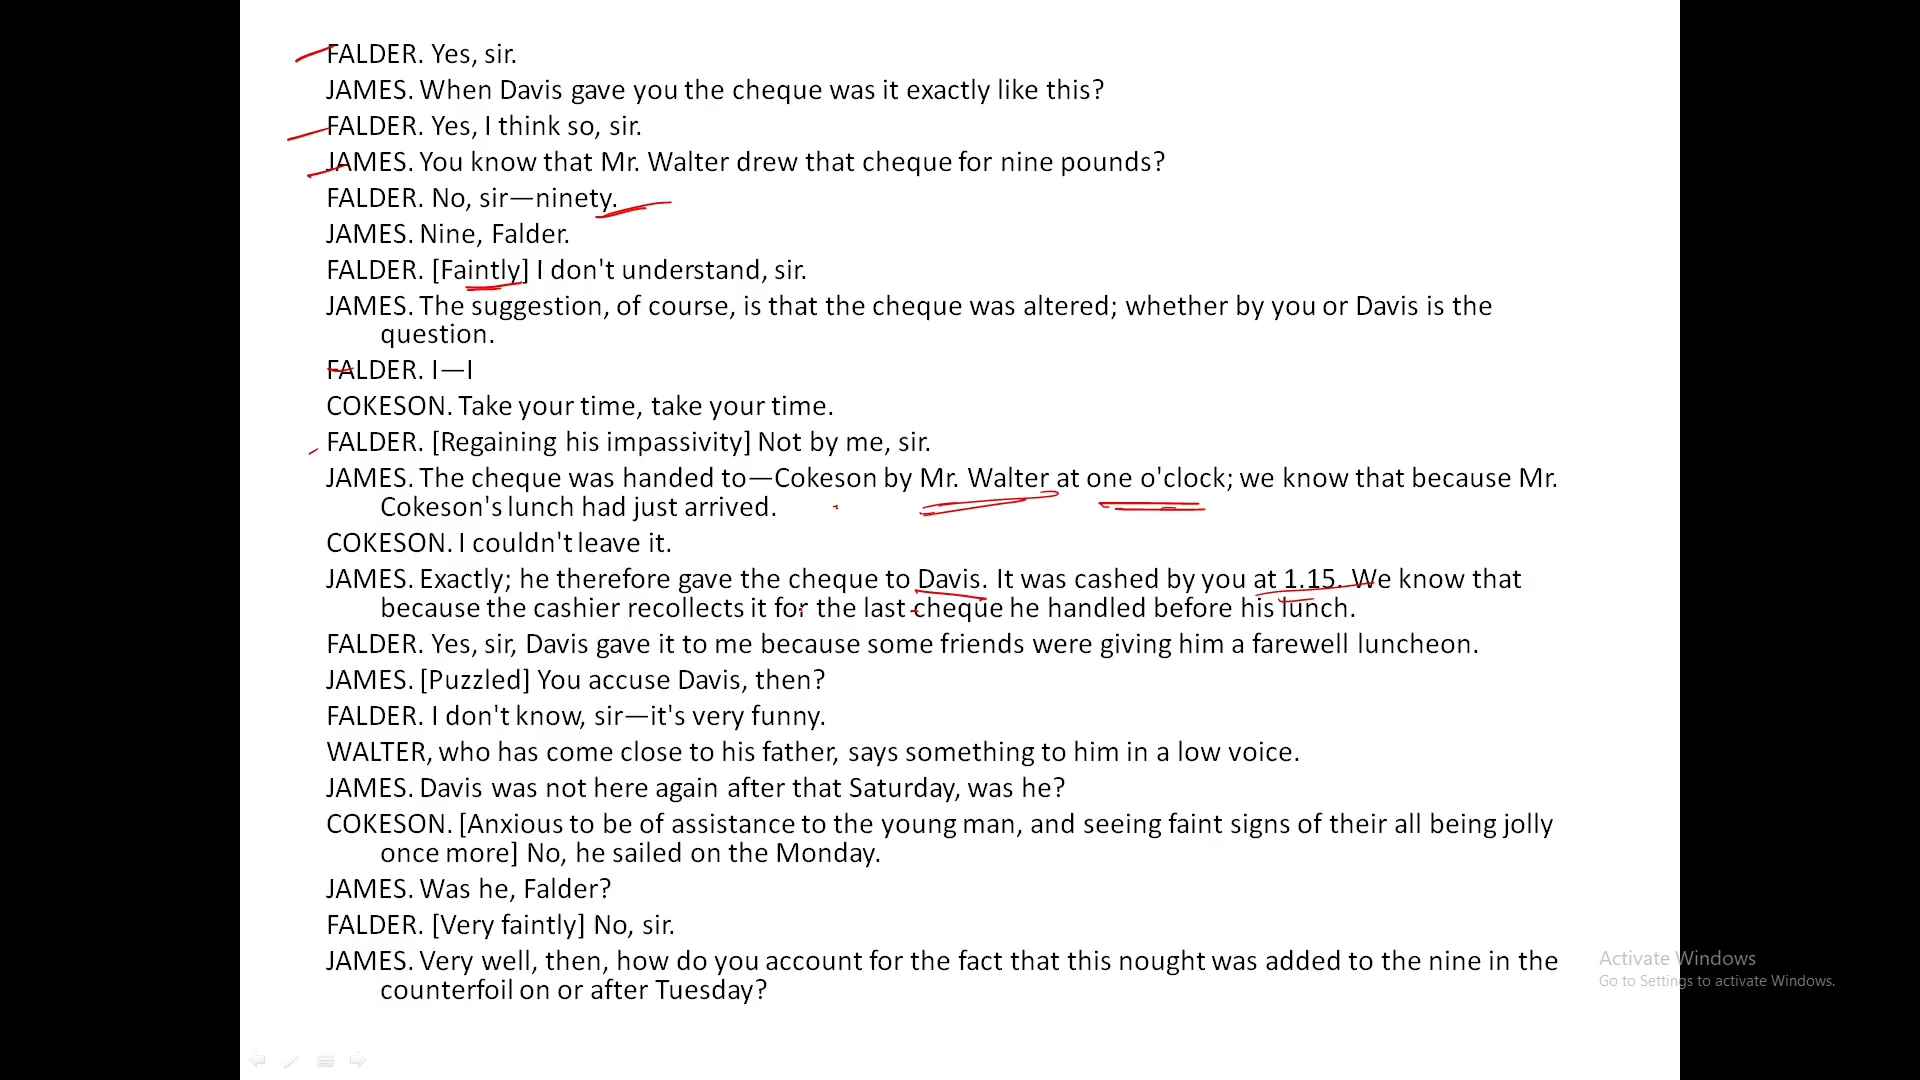 FALDER. Yes, sir.
JAMES. When Davis gave you the cheque was it exactly like this?
FALDER. Yes, I think so, sir.
JAMES. You know that Mr. Walter drew that cheque for nine pounds?
FALDER. No, sir—ninety.
JAMES. Nine, Falder.
FALDER. [Faintly] I don't understand, sir.
JAMES. The suggestion, of course, is that the cheque was altered; whether by you or Davis is the
question.
FALDER. I—I
COKESON. Take your time, take your time.
FALDER. [Regaining his impassivity] Not by me, sir.
JAMES. The cheque was handed to—Cokeson by Mr. Walter at one o'clock; we know that because Mr.
Cokeson's lunch had just arrived.
COKESON. I couldn't leave it.
JAMES. Exactly; he therefore gave the cheque to Davis. It was cashed by you at 1.15. We know that
because the cashier recollects it for the last cheque he handled before his lunch.
FALDER. Yes, sir, Davis gave it to me because some friends were giving him a farewell luncheon.
JAMES. [Puzzled] You accuse Davis, then?
FALDER. I don't know, sir—it's very funny.
WALTER, who has come close to his father, says something to him in a low voice.
JAMES. Davis was not here again after that Saturday, was he?
COKESON. [Anxious to be of assistance to the young man, and seeing faint signs of their all being jolly
once more] No, he sailed on the Monday.
JAMES. Was he, Falder?
FALDER. [Very faintly] No, sir.
JAMES. Very well, then, how do you account for the fact that this nought was added to the nine in the
counterfoil on or after Tuesday?
Activate Windows
Go to Settings to activate Windows.